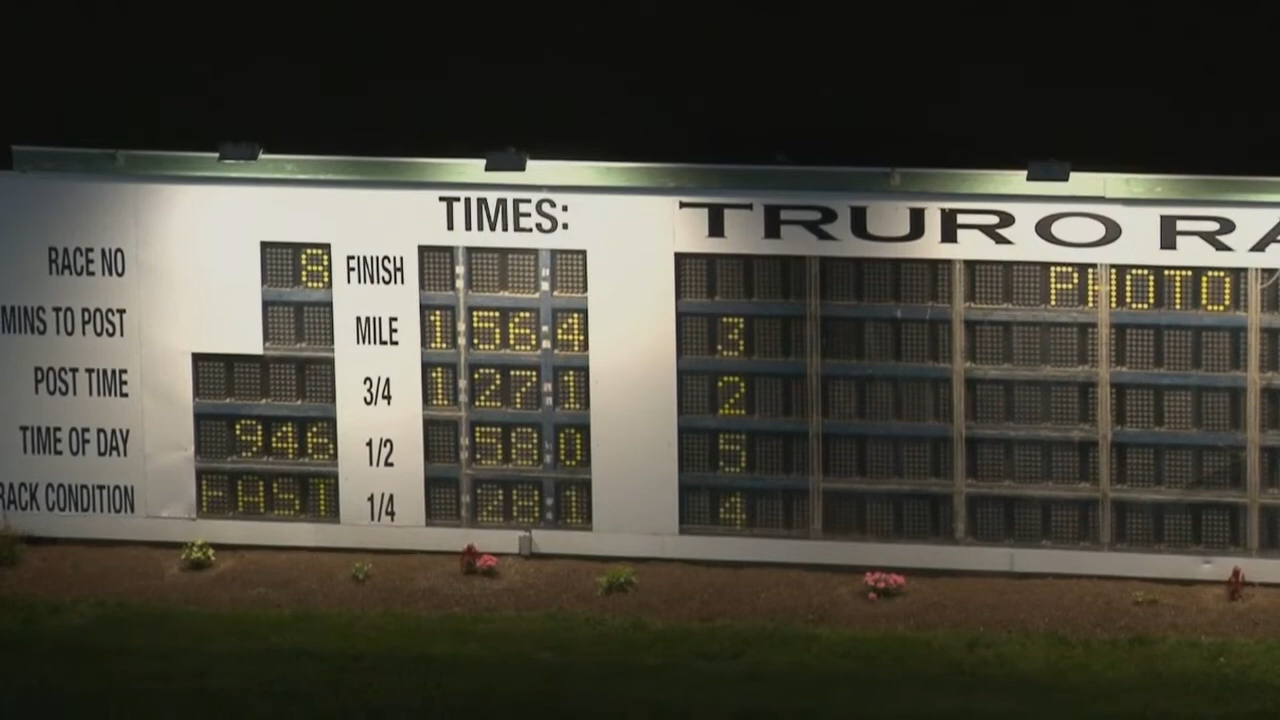 TIMES: TRURO RA
RACE NO 8 FINISH PHOTO
MINS TO POST MILE 1:56:4 3
POST TIME 3/4 1:27:1 2
TIME OF DAY 946 1/2 58:0 5
RACK CONDITION FAST 1/4 28:1 4